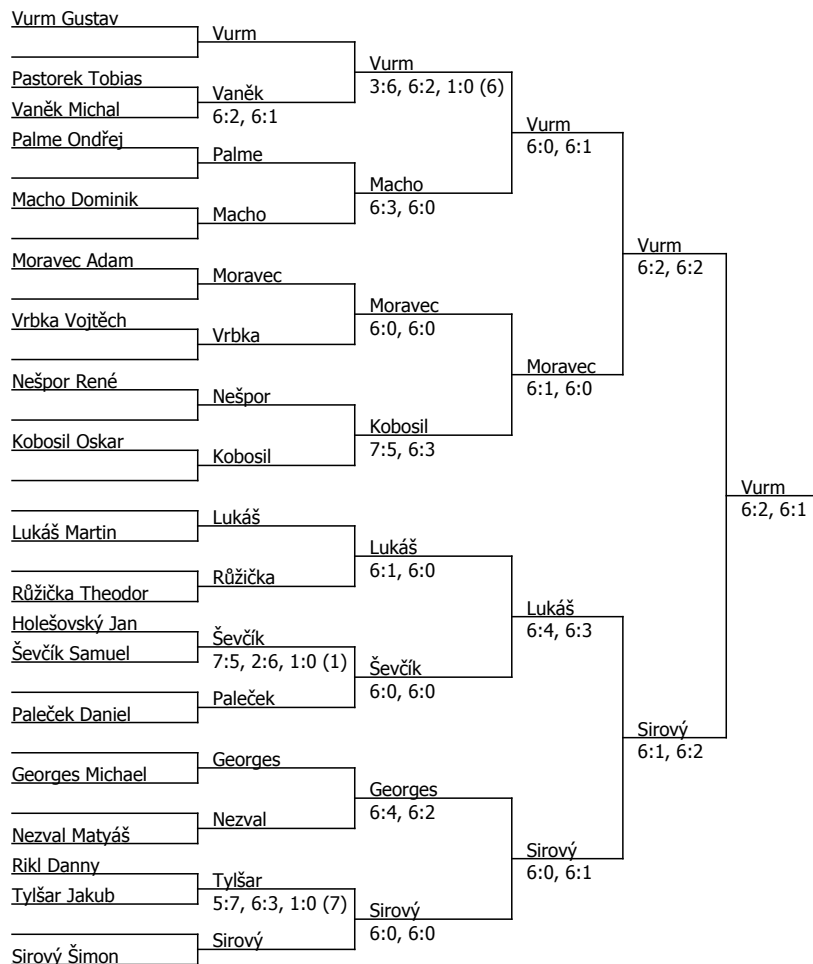 Vurm Gustav
Vurm
Vurm
3:6, 6:2, 1:0 (6)
Pastorek Tobias
Vaněk
6:2, 6:1
Vaněk Michal
Vurm
6:0, 6:1
Palme Ondřej
Palme
Macho
6:3, 6:0
Macho Dominik
Macho
Vurm
6:2, 6:2
Moravec Adam
Moravec
Moravec
6:0, 6:0
Vrbka Vojtěch
Vrbka
Moravec
6:1, 6:0
Nešpor René
Nešpor
Kobosil
7:5, 6:3
Kobosil Oskar
Kobosil
Vurm
6:2, 6:1
Lukáš
Lukáš Martin
Lukáš
6:1, 6:0
Růžička
Růžička Theodor
Lukáš
6:4, 6:3
Holešovský Jan
Ševčík
7:5, 2:6, 1:0 (1)
Ševčík Samuel
Ševčík
6:0, 6:0
Paleček
Paleček Daniel
Sirový
6:1, 6:2
Georges
Georges Michael
Georges
6:4, 6:2
Nezval
Nezval Matyáš
Sirový
6:0, 6:1
Rikl Danny
Tylšar
5:7, 6:3, 1:0 (7)
Tylšar Jakub
Sirový
6:0, 6:0
Sirový
Sirový Šimon